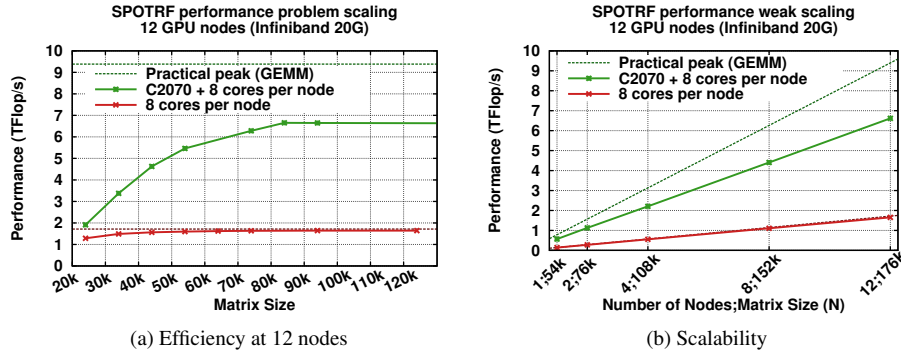 SPOTRF performance problem scaling
12 GPU nodes (Infiniband 20G)
Performance (TFlop/s)
10
9
8
7
6
5
4
3
2
1
0
Practical peak (GEMM)
C2070 + 8 cores per node
8 cores per node
20k 30k 40k 50k 60k 70k 80k 90k 100k 110k 120k
Matrix Size
(a) Efficiency at 12 nodes
SPOTRF performance weak scaling
12 GPU nodes (Infiniband 20G)
Performance (TFlop/s)
10
9
8
7
6
5
4
3
2
1
0
Practical peak (GEMM)
C2070 + 8 cores per node
8 cores per node
1;54k 2;76k 4;108k 8;152k 12;176k
Number of Nodes;Matrix Size (N)
(b) Scalability